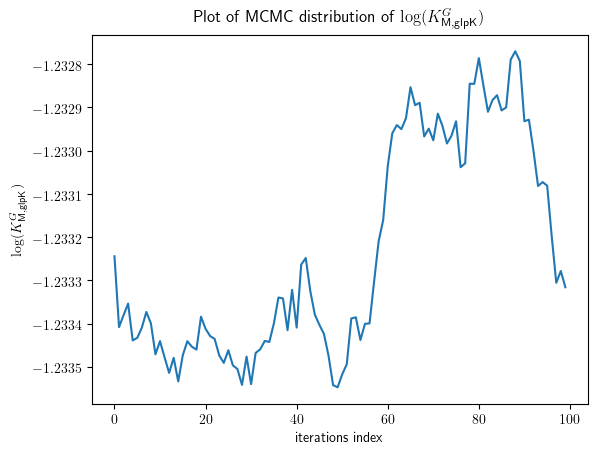 Plot of MCMC distribution of log(K^G_{M,glpK})
log(K^G_{M,glpK})
−1.2328
−1.2329
−1.2330
−1.2331
−1.2332
−1.2333
−1.2334
−1.2335
0 20 40 60 80 100
iterations index